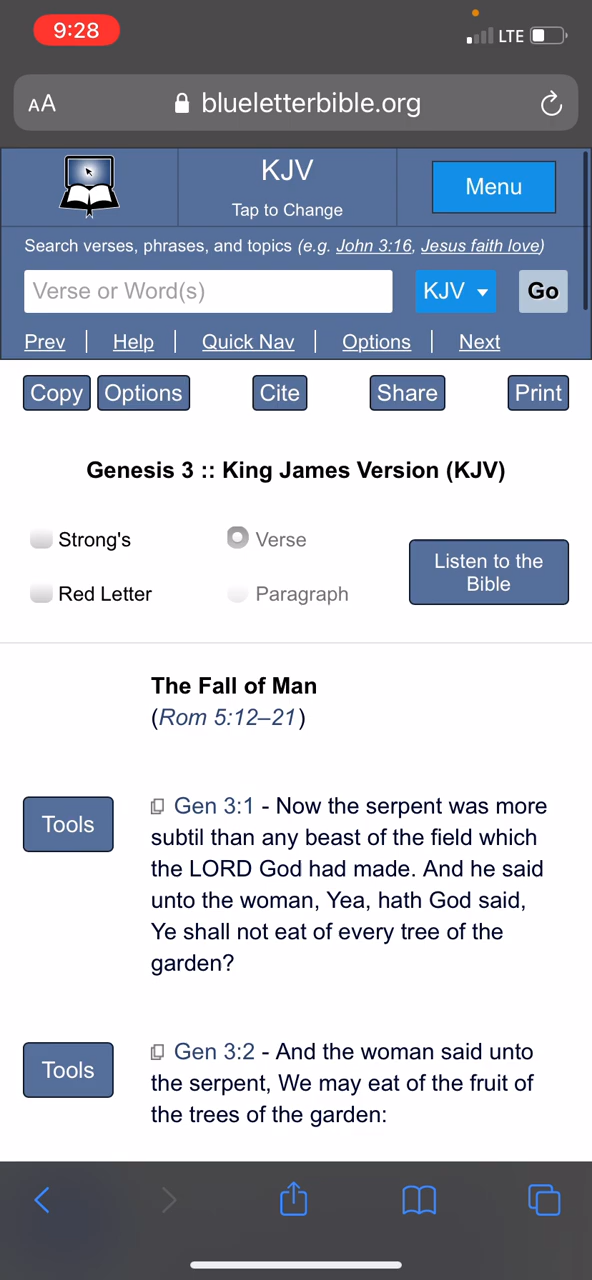 9:28 LTE
AA blueletterbible.org
KJV
Tap to Change
Menu
Search verses, phrases, and topics (e.g. John 3:16, Jesus faith love)
Verse or Word(s) KJV Go
Prev | Help | Quick Nav | Options | Next
Copy Options Cite Share Print
Genesis 3 :: King James Version (KJV)
Strong's Verse
Red Letter Paragraph
Listen to the
Bible
The Fall of Man
(Rom 5:12–21)
Tools
Gen 3:1 - Now the serpent was more
subtil than any beast of the field which
the LORD God had made. And he said
unto the woman, Yea, hath God said,
Ye shall not eat of every tree of the
garden?
Tools
Gen 3:2 - And the woman said unto
the serpent, We may eat of the fruit of
the trees of the garden: